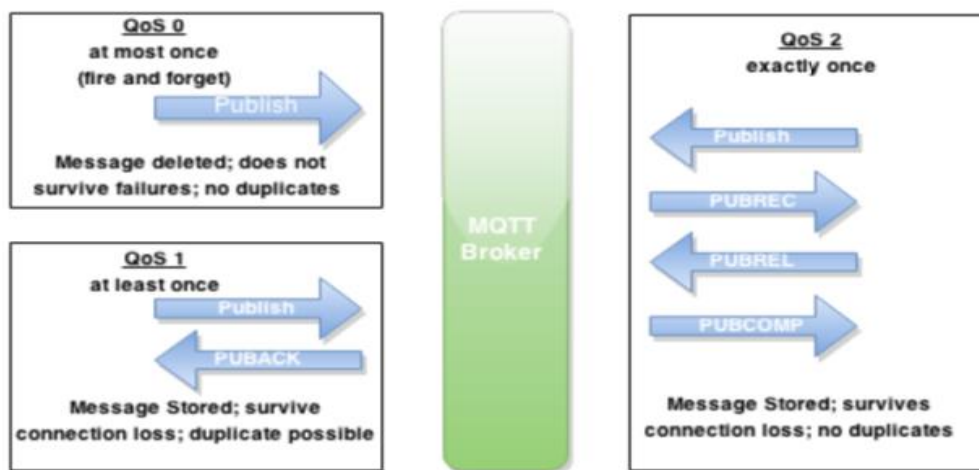 QoS 0
at most once
(fire and forget)
Publish
Message deleted; does not
survive failures; no duplicates
QoS 1
at least once
Publish
PUBACK
Message Stored; survive
connection loss; duplicate possible
MQTT
Broker
QoS 2
exactly once
Publish
PUBREC
PUBREL
PUBCOMP
Message Stored; survives
connection loss; no duplicates